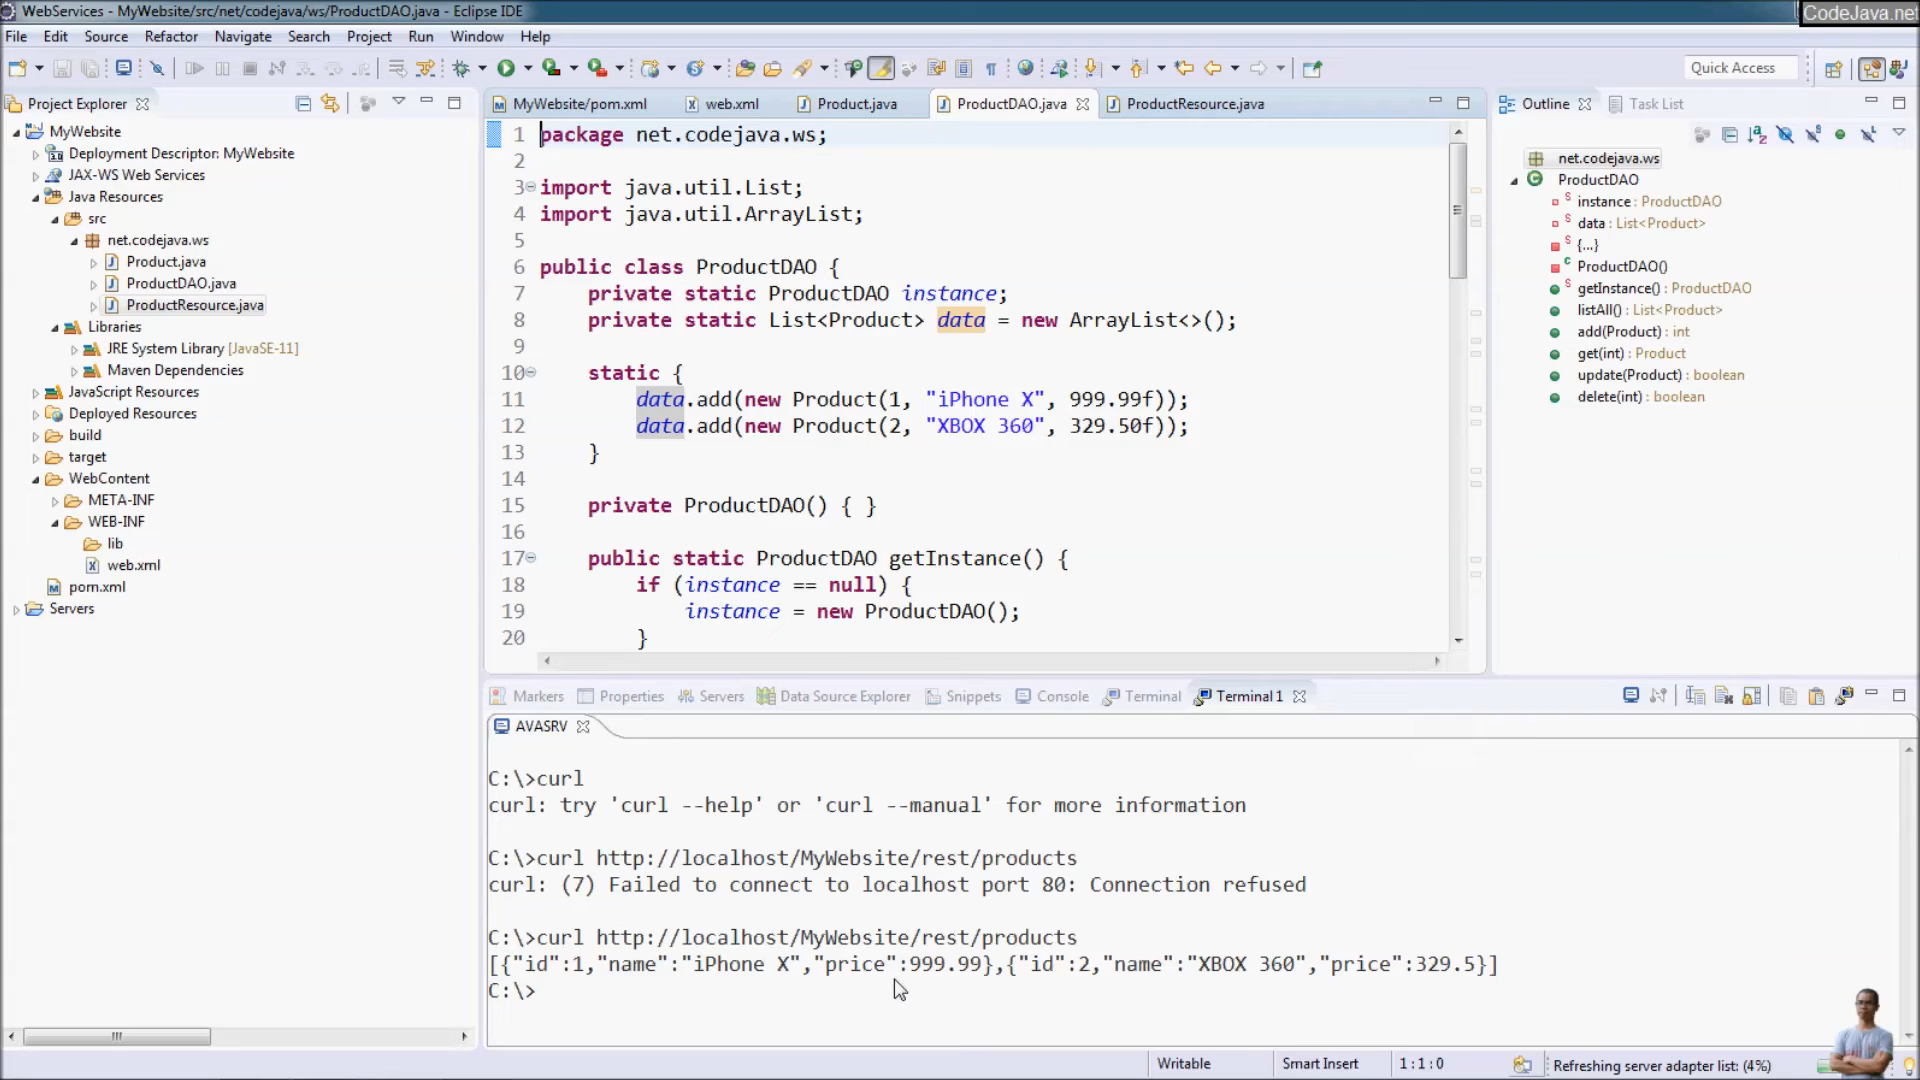 WebServices - MyWebsite/src/net/codejava/ws/ProductDAO.java - Eclipse IDE
CodeJava.net
File Edit Source Refactor Navigate Search Project Run Window Help
Quick Access
Project Explorer
MyWebsite
Deployment Descriptor: MyWebsite
JAX-WS Web Services
Java Resources
src
net.codejava.ws
Product.java
ProductDAO.java
ProductResource.java
Libraries
JRE System Library [JavaSE-11]
Maven Dependencies
JavaScript Resources
Deployed Resources
build
target
WebContent
META-INF
WEB-INF
lib
web.xml
pom.xml
Servers
MyWebsite/pom.xml web.xml Product.java ProductDAO.java ProductResource.java
1 package net.codejava.ws;
2
3 import java.util.List;
4 import java.util.ArrayList;
5
6 public class ProductDAO {
7 private static ProductDAO instance;
8 private static List<Product> data = new ArrayList<>();
9
10 static {
11 data.add(new Product(1, "iPhone X", 999.99f));
12 data.add(new Product(2, "XBOX 360", 329.50f));
13 }
14
15 private ProductDAO() { }
16
17 public static ProductDAO getInstance() {
18 if (instance == null) {
19 instance = new ProductDAO();
20 }
Outline Task List
net.codejava.ws
ProductDAO
instance : ProductDAO
data : List<Product>
{...}
ProductDAO()
getInstance() : ProductDAO
listAll() : List<Product>
add(Product) : int
get(int) : Product
update(Product) : boolean
delete(int) : boolean
Markers Properties Servers Data Source Explorer Snippets Console Terminal Terminal 1
AVASRV
C:\>curl
curl: try 'curl --help' or 'curl --manual' for more information
C:\>curl http://localhost/MyWebsite/rest/products
curl: (7) Failed to connect to localhost port 80: Connection refused
C:\>curl http://localhost/MyWebsite/rest/products
[{"id":1,"name":"iPhone X","price":999.99},{"id":2,"name":"XBOX 360","price":329.5}]
C:\>
Writable Smart Insert 1:1:0 Refreshing server adapter list: (4%)